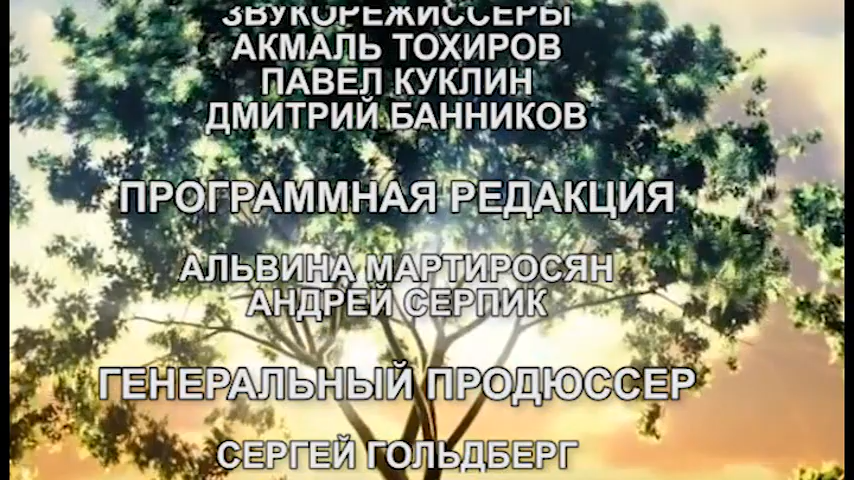 ЗВУКОРЕЖИССЕРЫ
АКМАЛЬ ТОХИРОВ
ПАВЕЛ КУКЛИН
ДМИТРИЙ БАННИКОВ
ПРОГРАММНАЯ РЕДАКЦИЯ
АЛЬВИНА МАРТИРОСЯН
АНДРЕЙ СЕРПИК
ГЕНЕРАЛЬНЫЙ ПРОДЮССЕР
СЕРГЕЙ ГОЛЬДБЕРГ